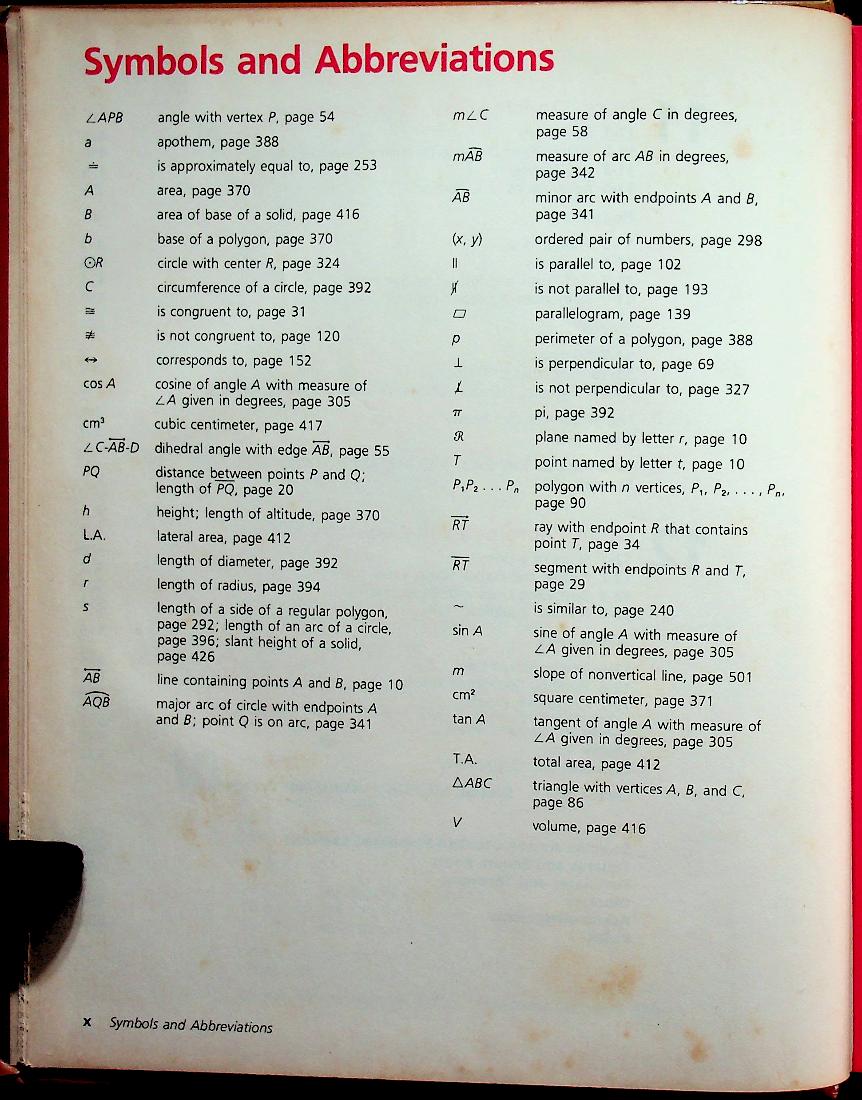 Symbols and Abbreviations
∠APB angle with vertex P, page 54
a apothem, page 388
≐ is approximately equal to, page 253
A area, page 370
B area of base of a solid, page 416
b base of a polygon, page 370
⊙R circle with center R, page 324
C circumference of a circle, page 392
≅ is congruent to, page 31
≇ is not congruent to, page 120
↔ corresponds to, page 152
cos A cosine of angle A with measure of
∠A given in degrees, page 305
cm³ cubic centimeter, page 417
∠C-A͞B-D dihedral angle with edge A͞B, page 55
PQ distance between points P and Q;
length of P͞Q, page 20
h height; length of altitude, page 370
L.A. lateral area, page 412
d length of diameter, page 392
r length of radius, page 394
s length of a side of a regular polygon,
page 292; length of an arc of a circle,
page 396; slant height of a solid,
page 426
A͞B line containing points A and B, page 10
A͡QB major arc of circle with endpoints A
and B; point Q is on arc, page 341
m∠C measure of angle C in degrees,
page 58
mA͡B measure of arc AB in degrees,
page 342
A͡B minor arc with endpoints A and B,
page 341
(x, y) ordered pair of numbers, page 298
∥ is parallel to, page 102
∦ is not parallel to, page 193
▱ parallelogram, page 139
p perimeter of a polygon, page 388
⊥ is perpendicular to, page 69
⊥̸ is not perpendicular to, page 327
π pi, page 392
ℛ plane named by letter r, page 10
T point named by letter t, page 10
P₁P₂ . . . Pₙ polygon with n vertices, P₁, P₂, . . . , Pₙ,
page 90
R͞T⃗ ray with endpoint R that contains
point T, page 34
R͞T segment with endpoints R and T,
page 29
~ is similar to, page 240
sin A sine of angle A with measure of
∠A given in degrees, page 305
m slope of nonvertical line, page 501
cm² square centimeter, page 371
tan A tangent of angle A with measure of
∠A given in degrees, page 305
T.A. total area, page 412
△ABC triangle with vertices A, B, and C,
page 86
V volume, page 416
x Symbols and Abbreviations